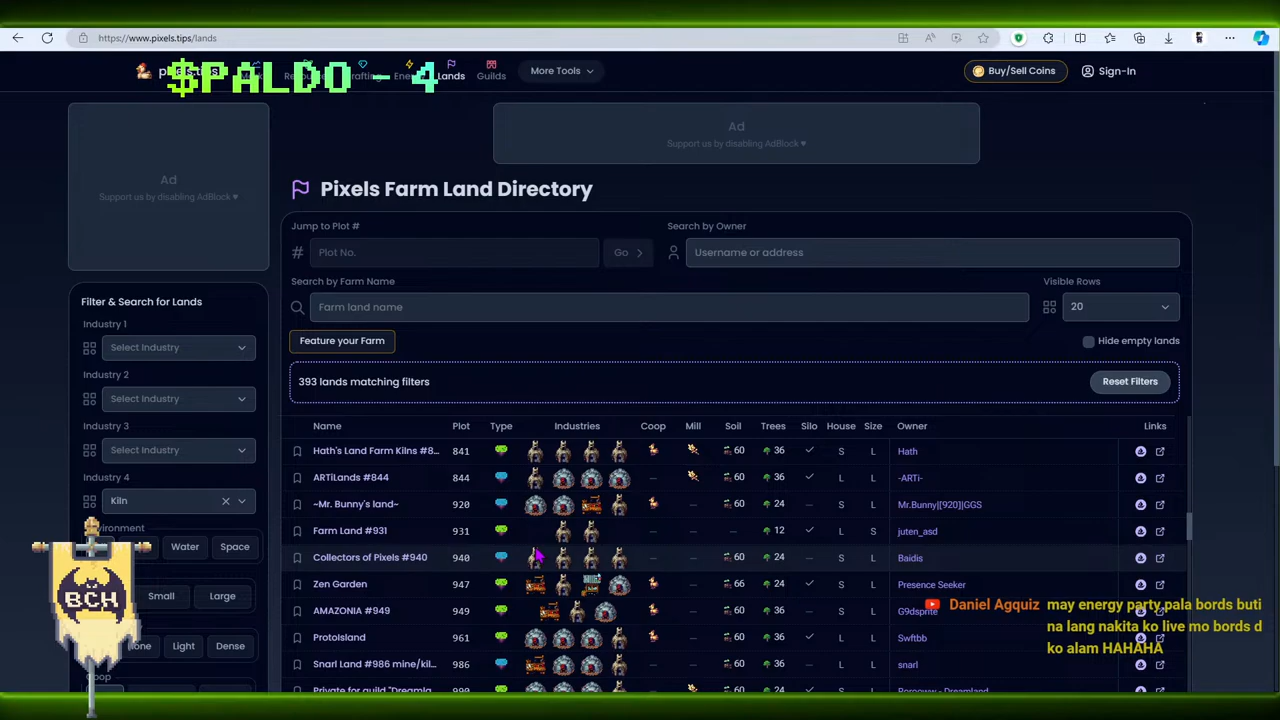 https://www.pixels.tips/lands
$PALDO - 4
Lands
Guilds
More Tools
Buy/Sell Coins
Sign-In
Ad
Support us by disabling AdBlock ♥
Ad
Support us by disabling AdBlock ♥
Pixels Farm Land Directory
Jump to Plot #
Search by Owner
# Plot No.
Go
Username or address
Search by Farm Name
Visible Rows
Farm land name
20
Feature your Farm
Hide empty lands
393 lands matching filters
Reset Filters
Filter & Search for Lands
Industry 1
Select Industry
Industry 2
Select Industry
Industry 3
Select Industry
Industry 4
Kiln
Water
Space
Small
Large
Light
Dense
Name Plot Type Industries Coop Mill Soil Trees Silo House Size Owner Links
Hath's Land Farm Kilns #8... 841 60 36 S L Hath
ARTiLands #844 844 — 60 36 S L -ARTi-
~Mr. Bunny's land~ 920 — 60 36 — S L Mr.Bunny|[920]|GGS
Farm Land #931 931 — — — 12 L S juten_asd
Collectors of Pixels #940 940 — — 60 24 — S L Baidis
Zen Garden 947 — 66 24 S L Presence Seeker
AMAZONIA #949 949 — 60 36 — L L G9dsprite
ProtoIsland 961 — 60 36 L L Swftbb
Snarl Land #986 mine/kil... 986 — — 60 36 — L L snarl
Private for guild "Dreamla... 990 — 60 24 — S L
BCH
Daniel Agquiz may energy party pala bords buti
na lang nakita ko live mo bords d
ko alam HAHAHA